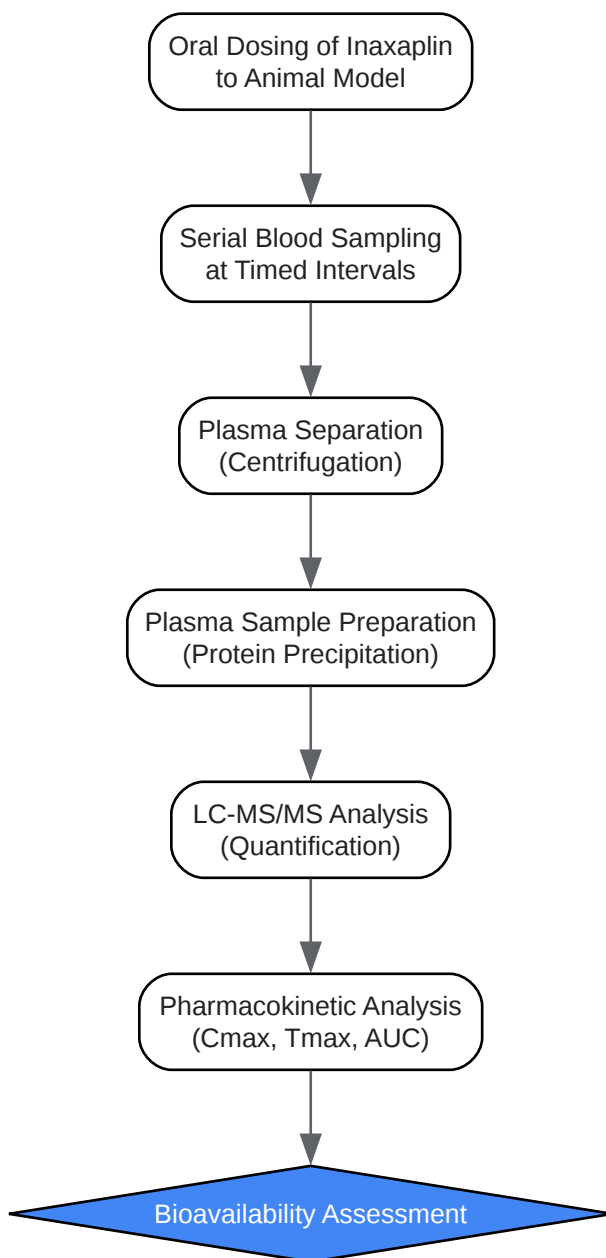 Oral Dosing of Inaxaplin
to Animal Model
Serial Blood Sampling
at Timed Intervals
Plasma Separation
(Centrifugation)
Plasma Sample Preparation
(Protein Precipitation)
LC-MS/MS Analysis
(Quantification)
Pharmacokinetic Analysis
(Cmax, Tmax, AUC)
Bioavailability Assessment